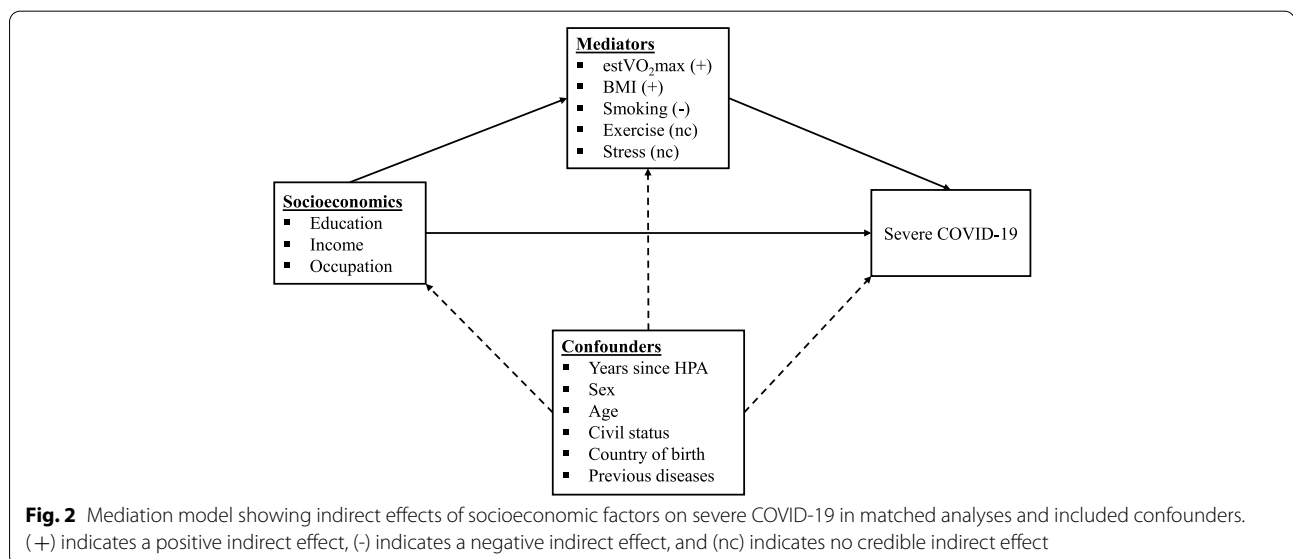 Mediators
▪ estVO₂max (+)
▪ BMI (+)
▪ Smoking (-)
▪ Exercise (nc)
▪ Stress (nc)
Socioeconomics
▪ Education
▪ Income
▪ Occupation
Severe COVID-19
Confounders
▪ Years since HPA
▪ Sex
▪ Age
▪ Civil status
▪ Country of birth
▪ Previous diseases
Fig. 2 Mediation model showing indirect effects of socioeconomic factors on severe COVID-19 in matched analyses and included confounders.
(+) indicates a positive indirect effect, (-) indicates a negative indirect effect, and (nc) indicates no credible indirect effect